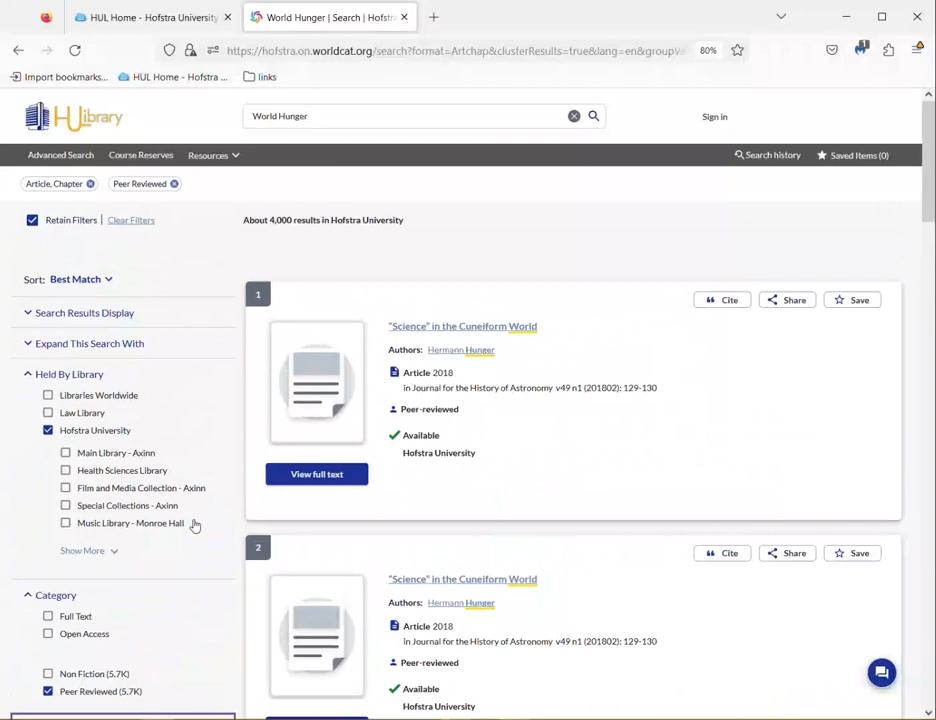 HUL Home - Hofstra University
World Hunger | Search | Hofstra
https://hofstra.on.worldcat.org/search?format=Artchap&clusterResults=true&lang=en&groupVa
80%
Import bookmarks...
HUL Home - Hofstra ...
links
HULibrary
World Hunger
Sign in
Advanced Search
Course Reserves
Resources
Search history
Saved Items (0)
Article, Chapter
Peer Reviewed
Retain Filters | Clear Filters
About 4,000 results in Hofstra University
Sort: Best Match
Search Results Display
Expand This Search With
Held By Library
Libraries Worldwide
Law Library
Hofstra University
Main Library - Axinn
Health Sciences Library
Film and Media Collection - Axinn
Special Collections - Axinn
Music Library - Monroe Hall
Show More
Category
Full Text
Open Access
Non Fiction (5.7K)
Peer Reviewed (5.7K)
1
Cite
Share
Save
"Science" in the Cuneiform World
Authors: Hermann Hunger
Article 2018
in Journal for the History of Astronomy v49 n1 (201802): 129-130
Peer-reviewed
Available
Hofstra University
View full text
2
Cite
Share
Save
"Science" in the Cuneiform World
Authors: Hermann Hunger
Article 2018
in Journal for the History of Astronomy v49 n1 (201802): 129-130
Peer-reviewed
Available
Hofstra University